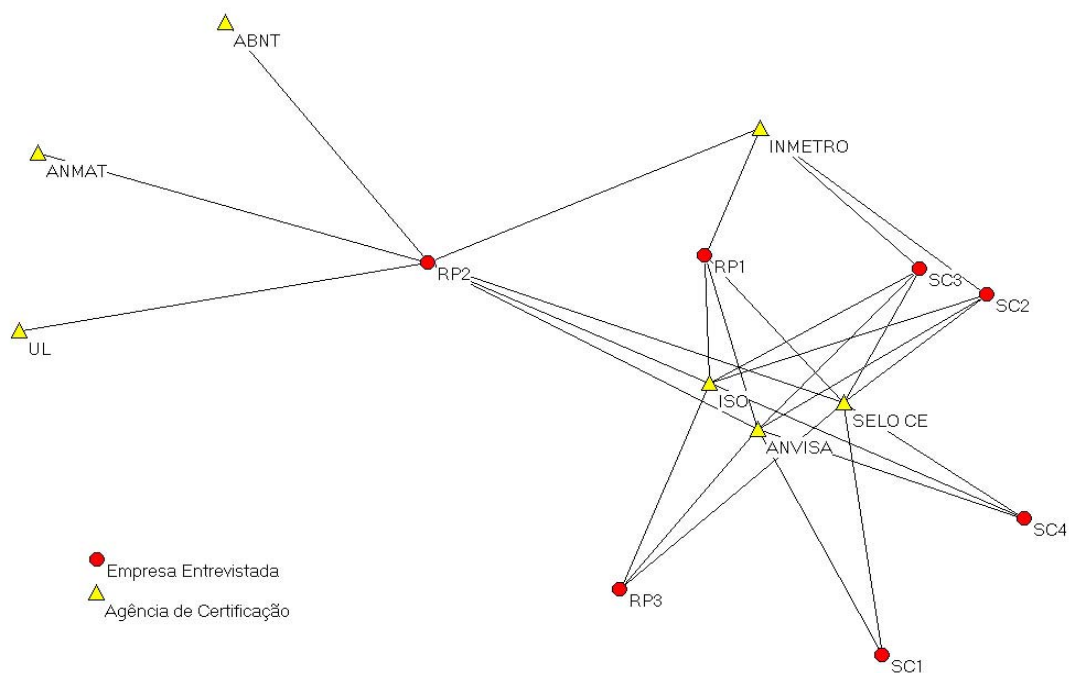 ABNT
INMETRO
ANMAT
RP2
RP1
SC3
SC2
UL
ISO
SELO CE
ANVISA
SC4
Empresa Entrevistada
RP3
Agência de Certificação
SC1